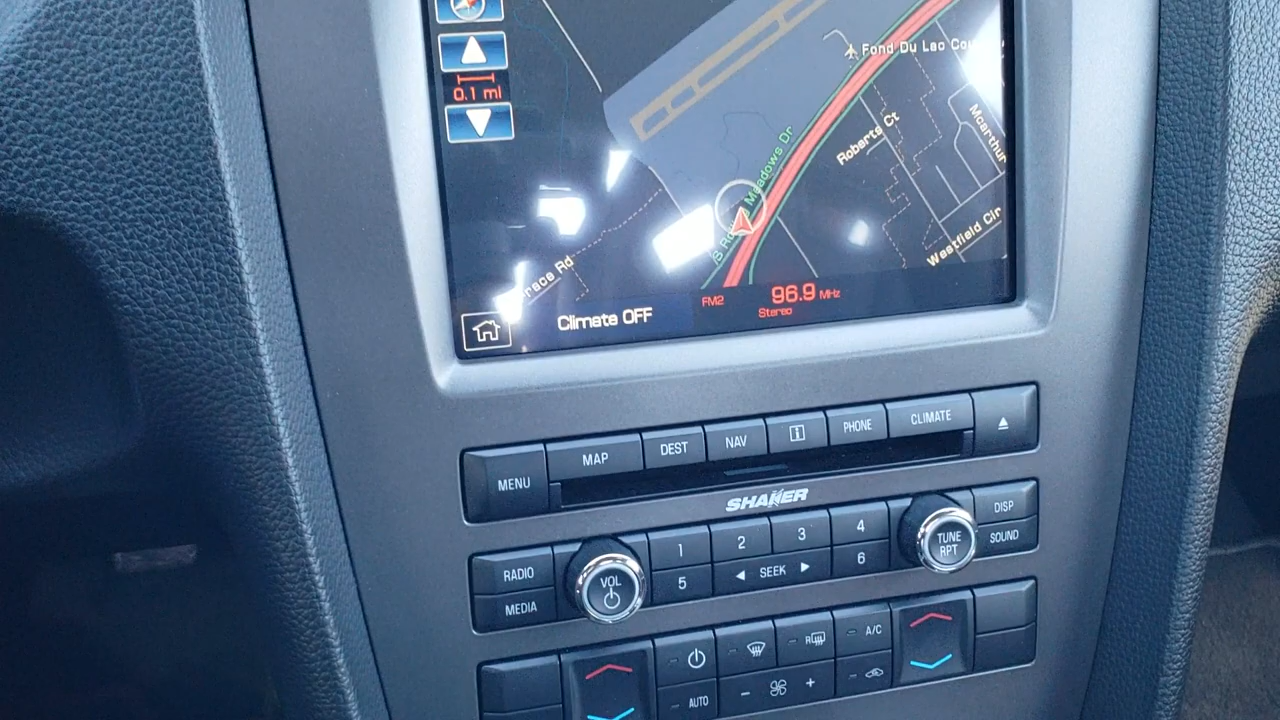 0.1 mi
Fond Du Lac Cou
Roberts Ct
Mcarthur
Meadows Dr
Westfield Cir
race Rd
Climate OFF
FM2
96.9 MHz
Stereo
MENU
MAP
DEST
NAV
i
PHONE
CLIMATE
SHAKER
RADIO
MEDIA
VOL
1
2
3
4
5
SEEK
6
TUNE
RPT
DISP
SOUND
R
A/C
AUTO